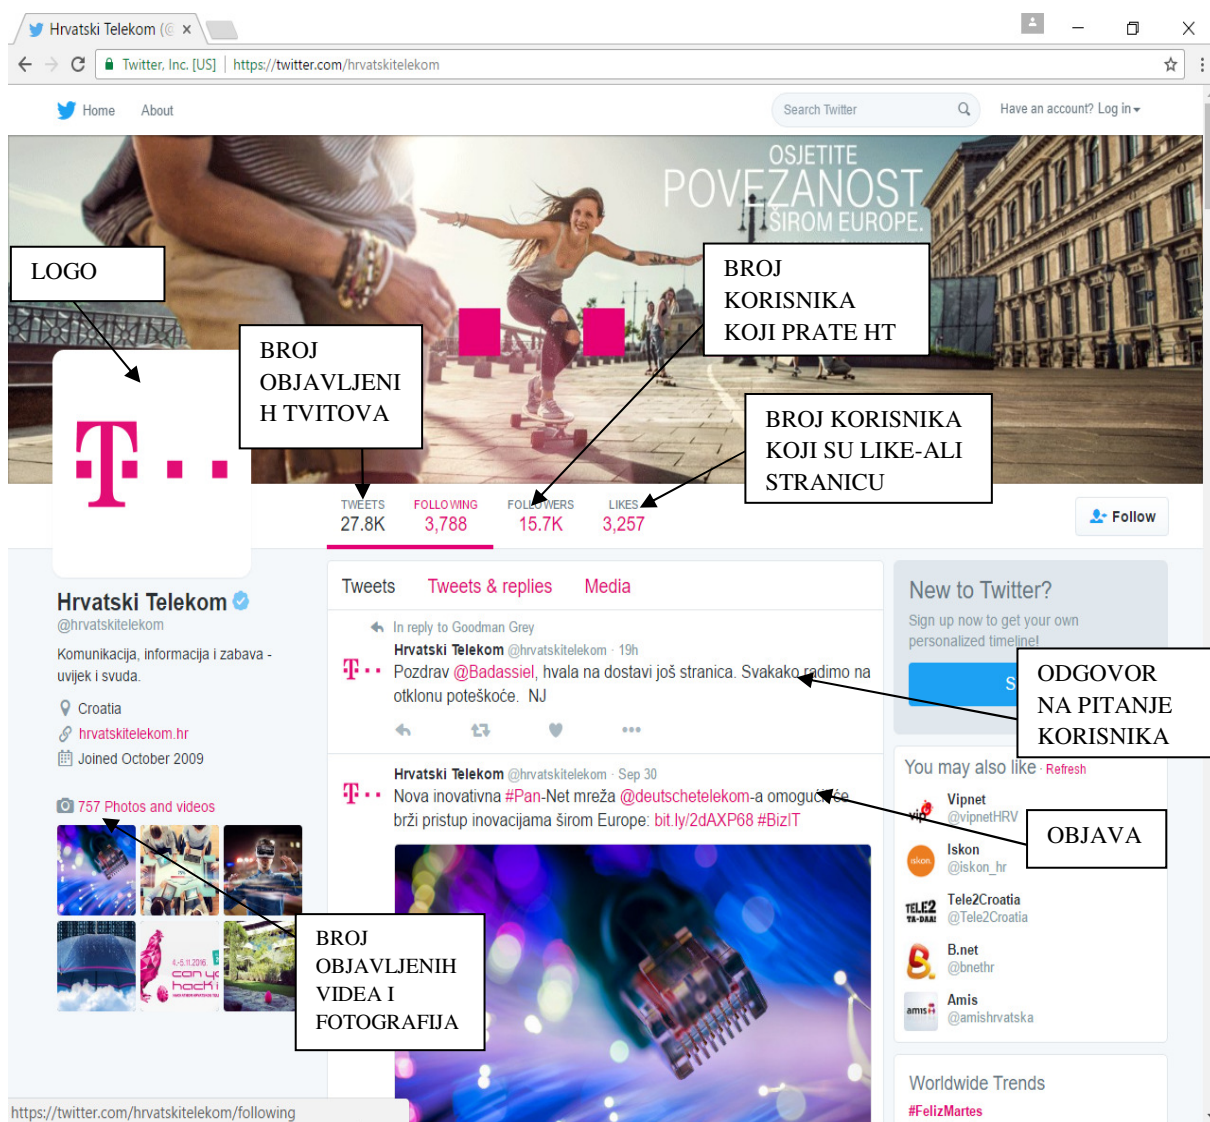 Hrvatski Telekom (@
Twitter, Inc. [US] | https://twitter.com/hrvatskitelekom
Home About
Search Twitter
Have an account? Log in
OSJETITE
POVEZANOST
ŠIROM EUROPE.
LOGO
BROJ
OBJAVLJENI
H TVITOVA
BROJ
KORISNIKA
KOJI PRATE HT
BROJ KORISNIKA
KOJI SU LIKE-ALI
STRANICU
TWEETS FOLLOWING FOLLOWERS LIKES
27.8K 3,788 15.7K 3,257
Follow
Hrvatski Telekom
@hrvatskitelekom
Komunikacija, informacija i zabava -
uvijek i svuda.
Croatia
hrvatskitelekom.hr
Joined October 2009
757 Photos and videos
4.-5.11.2016.
BROJ
OBJAVLJENIH
VIDEA I
FOTOGRAFIJA
Tweets Tweets & replies Media
In reply to Goodman Grey
Hrvatski Telekom @hrvatskitelekom · 19h
Pozdrav @Badassiel, hvala na dostavi još stranica. Svakako radimo na
otklonu poteškoće. NJ
Hrvatski Telekom @hrvatskitelekom · Sep 30
Nova inovativna #Pan-Net mreža @deutschetelekom-a omogućit će
brži pristup inovacijama širom Europe: bit.ly/2dAXP68 #BizIT
New to Twitter?
Sign up now to get your own
personalized timeline!
S
ODGOVOR
NA PITANJE
KORISNIKA
You may also like · Refresh
Vipnet
@vipnetHRV
OBJAVA
Iskon
@iskon_hr
Tele2Croatia
@Tele2Croatia
B.net
@bnethr
Amis
@amishrvatska
Worldwide Trends
#FelizMartes
https://twitter.com/hrvatskitelekom/following